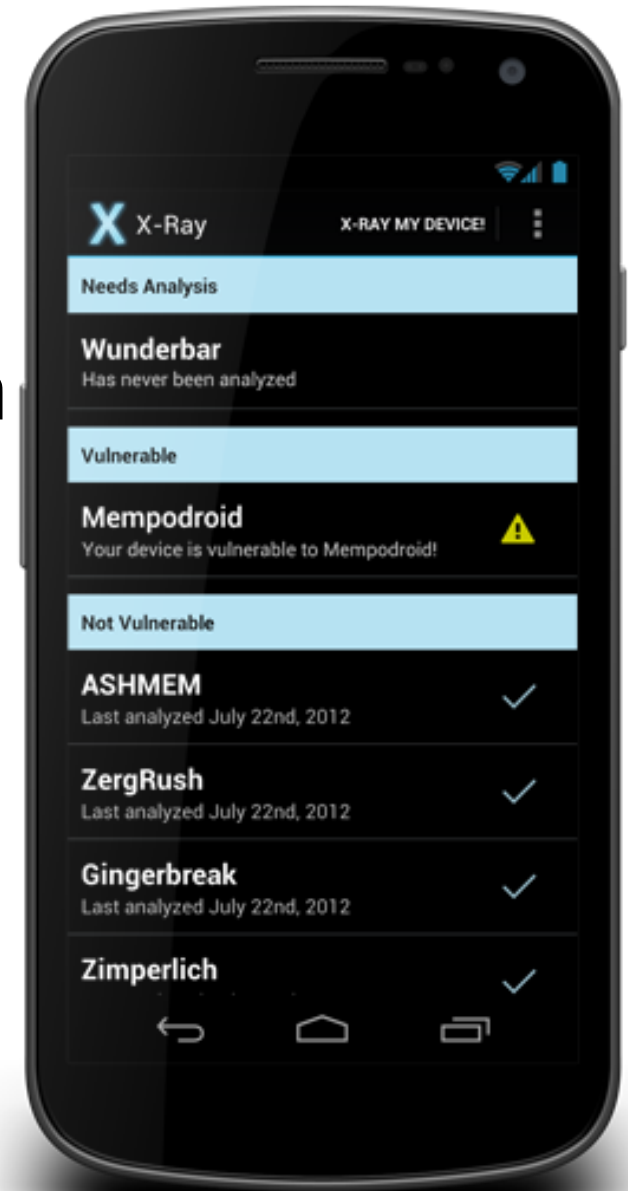 X X-Ray X-RAY MY DEVICE!
Needs Analysis
Wunderbar
Has never been analyzed
Vulnerable
Mempodroid
Your device is vulnerable to Mempodroid!
Not Vulnerable
ASHMEM
Last analyzed July 22nd, 2012
ZergRush
Last analyzed July 22nd, 2012
Gingerbreak
Last analyzed July 22nd, 2012
Zimperlich